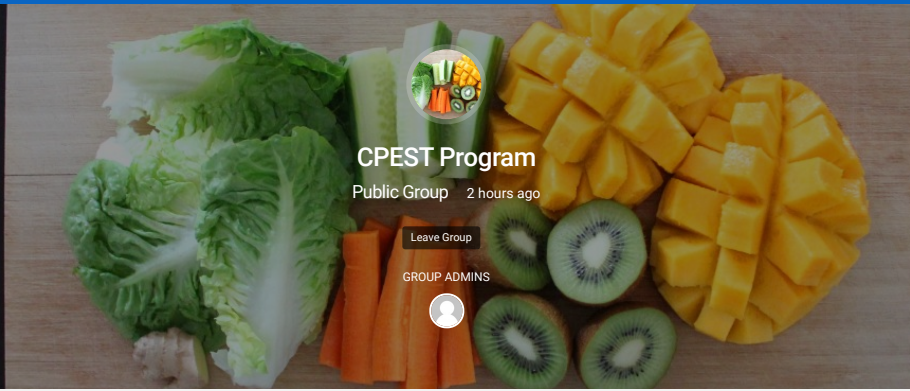 CPEST Program
Public Group 2 hours ago
Leave Group
GROUP ADMINS